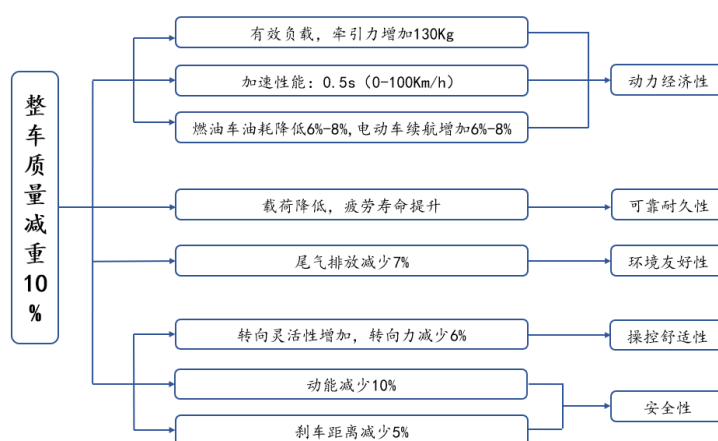 整车质量减重10%
有效负载，牵引力增加130Kg
加速性能：0.5s（0-100Km/h）
燃油车油耗降低6%-8%,电动车续航增加6%-8%
动力经济性
载荷降低，疲劳寿命提升
可靠耐久性
尾气排放减少7%
环境友好性
转向灵活性增加，转向力减少6%
操控舒适性
动能减少10%
刹车距离减少5%
安全性